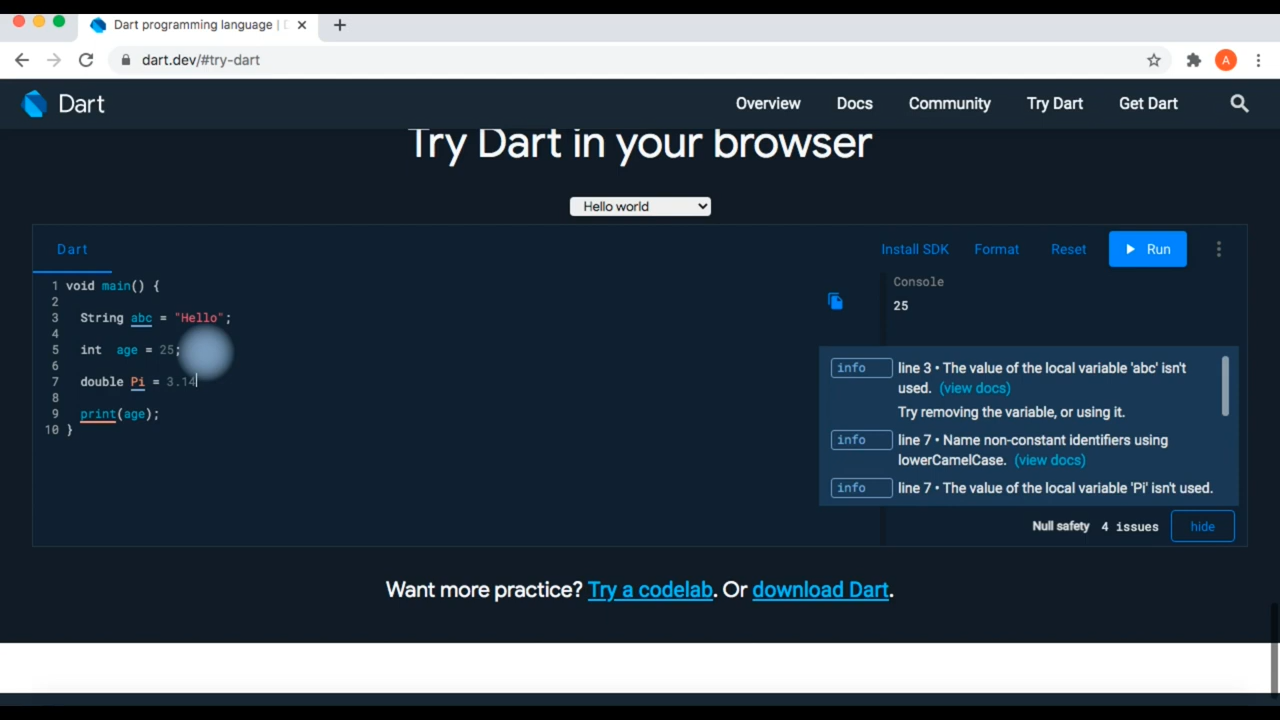 Dart programming language | D
dart.dev/#try-dart
A
Dart
Overview Docs Community Try Dart Get Dart
Try Dart in your browser
Hello world
Dart
Install SDK Format Reset Run
1 void main() {
2
3 String abc = "Hello";
4
5 int age = 25;
6
7 double Pi = 3.14
8
9 print(age);
10 }
Console
25
info line 3 • The value of the local variable 'abc' isn't
used. (view docs)
Try removing the variable, or using it.
info line 7 • Name non-constant identifiers using
lowerCamelCase. (view docs)
info line 7 • The value of the local variable 'Pi' isn't used.
Null safety 4 issues hide
Want more practice? Try a codelab. Or download Dart.